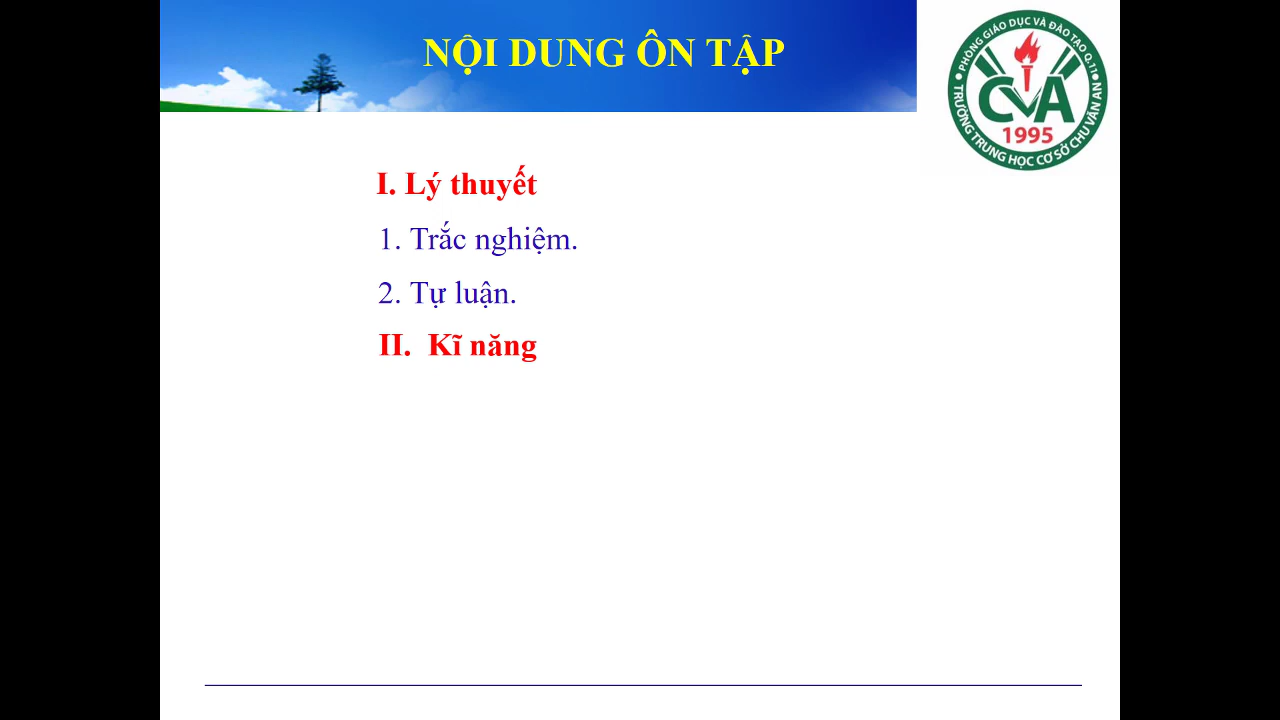 NỘI DUNG ÔN TẬP
PHÒNG GIÁO DỤC VÀ ĐÀO TẠO Q.11
CVA
1995
TRƯỜNG TRUNG HỌC CƠ SỞ CHU VĂN AN
I. Lý thuyết
1. Trắc nghiệm.
2. Tự luận.
II. Kĩ năng